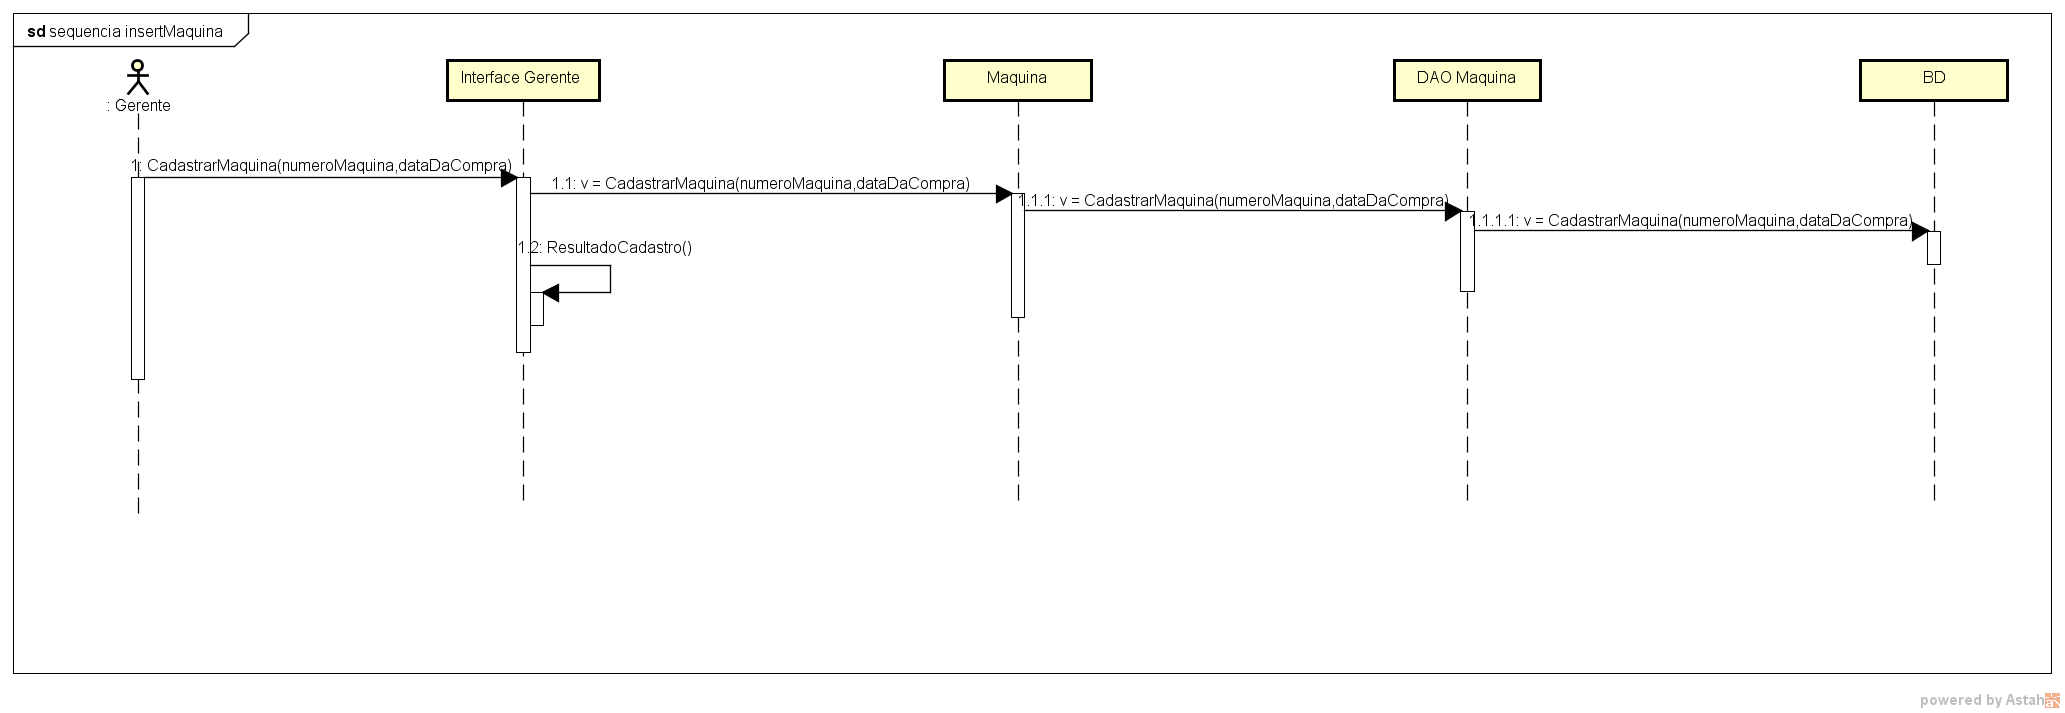 sd sequencia insertMaquina
: Gerente
Interface Gerente
Maquina
DAO Maquina
BD
1: CadastrarMaquina(numeroMaquina,dataDaCompra)
1.1: v = CadastrarMaquina(numeroMaquina,dataDaCompra)
1.1.1: v = CadastrarMaquina(numeroMaquina,dataDaCompra)
1.1.1.1: v = CadastrarMaquina(numeroMaquina,dataDaCompra)
1.2: ResultadoCadastro()
powered by Astah